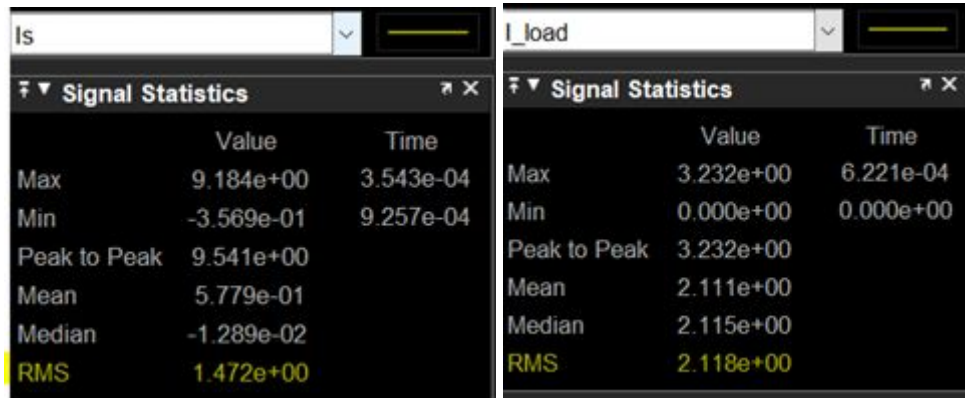 Is
Signal Statistics
Value Time
Max 9.184e+00 3.543e-04
Min -3.569e-01 9.257e-04
Peak to Peak 9.541e+00
Mean 5.779e-01
Median -1.289e-02
RMS 1.472e+00
I_load
Signal Statistics
Value Time
Max 3.232e+00 6.221e-04
Min 0.000e+00 0.000e+00
Peak to Peak 3.232e+00
Mean 2.111e+00
Median 2.115e+00
RMS 2.118e+00